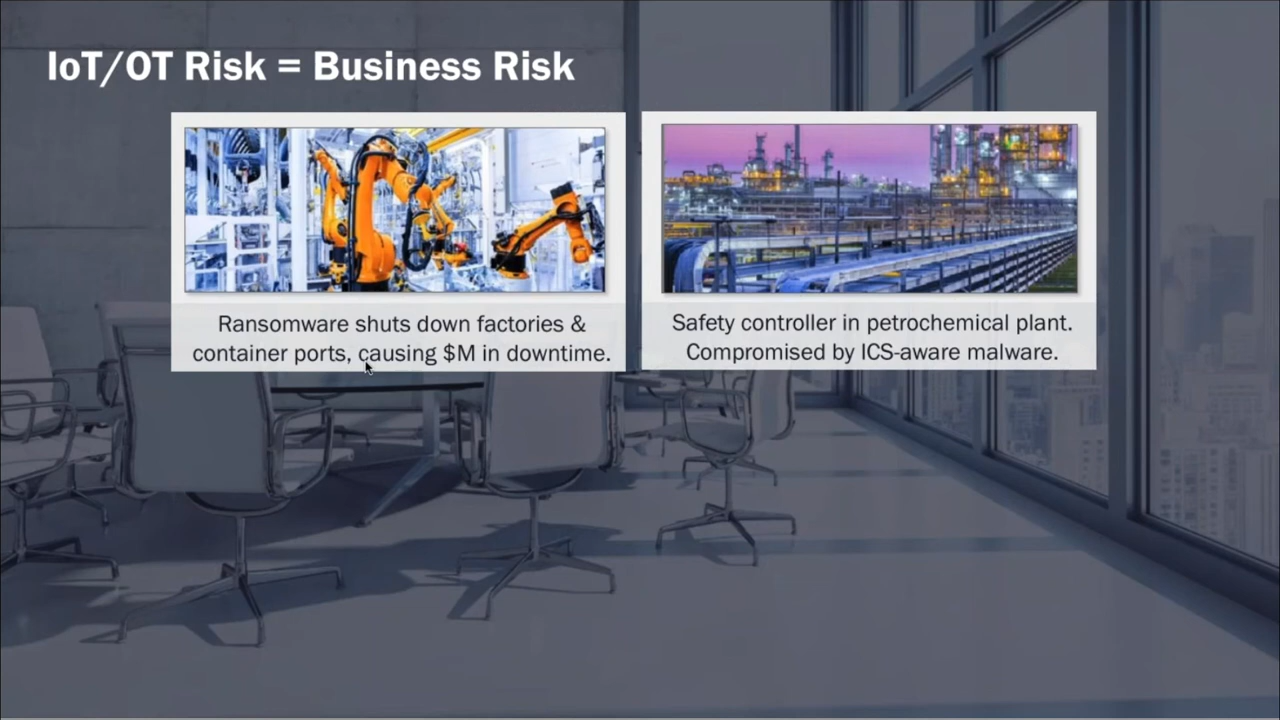 IoT/OT Risk = Business Risk
Ransomware shuts down factories &
container ports, causing $M in downtime.
Safety controller in petrochemical plant.
Compromised by ICS-aware malware.